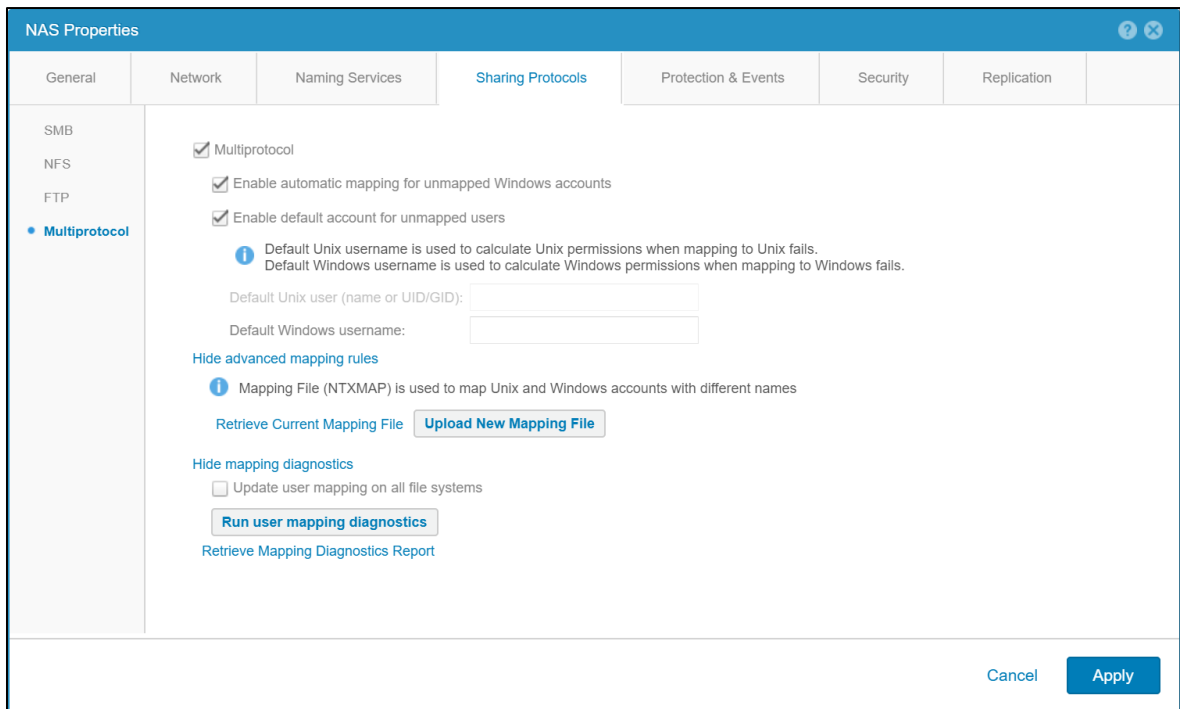 NAS Properties
General Network Naming Services Sharing Protocols Protection & Events Security Replication
SMB
NFS
FTP
Multiprotocol
Multiprotocol
Enable automatic mapping for unmapped Windows accounts
Enable default account for unmapped users
Default Unix username is used to calculate Unix permissions when mapping to Unix fails.
Default Windows username is used to calculate Windows permissions when mapping to Windows fails.
Default Unix user (name or UID/GID):
Default Windows username:
Hide advanced mapping rules
Mapping File (NTXMAP) is used to map Unix and Windows accounts with different names
Retrieve Current Mapping File Upload New Mapping File
Hide mapping diagnostics
Update user mapping on all file systems
Run user mapping diagnostics
Retrieve Mapping Diagnostics Report
Cancel Apply